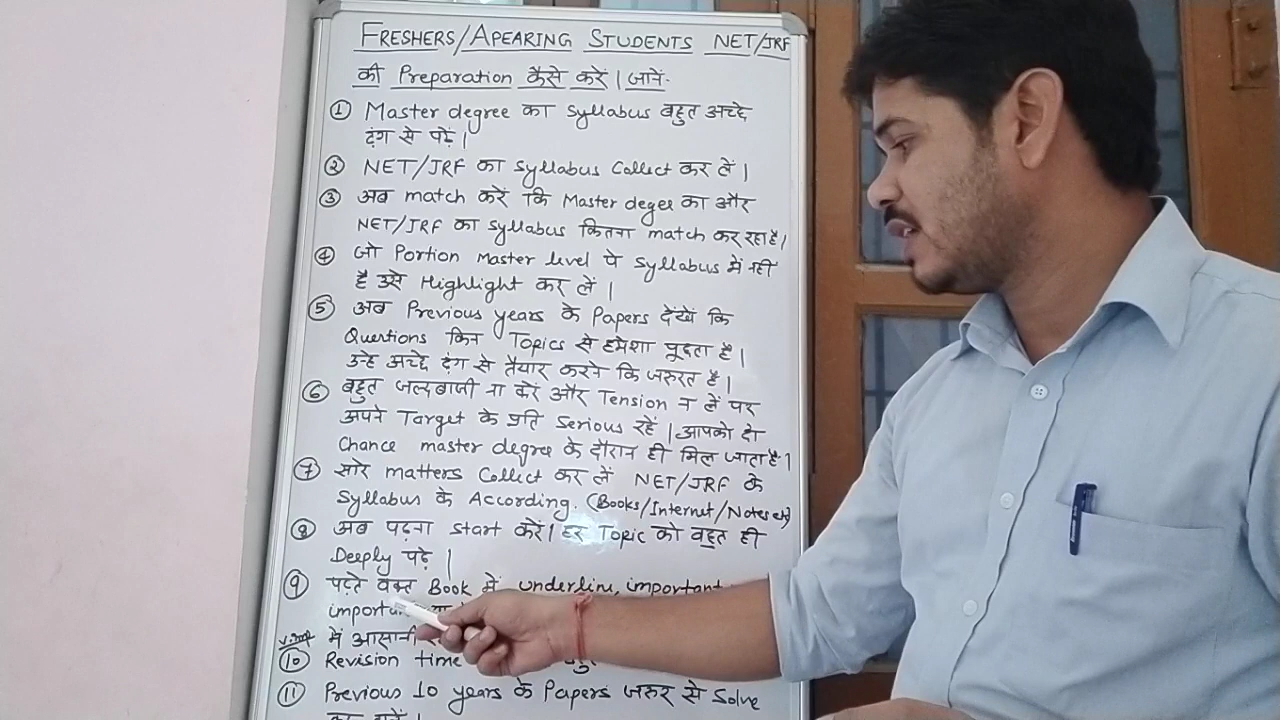 FRESHERS/APEARING STUDENTS NET/JRF
की Preparation कैसे करें। जानें-
① Master degree का Syllabus बहुत अच्छे
ढ़ंग से पढ़ें।
② NET/JRF का Syllabus Collect कर लें।
③ अब match करें कि Master degee का और
NET/JRF का Syllabus कितना match कर रहा है।
④ जो Portion Master level पे Syllabus में नहीं
है उसे Highlight कर लें।
⑤ अब Previous years के Papers देंखें कि
Questions किन Topics से हमेशा पूछता है।
उन्हे अच्छे ढ़ंग से तैयार करने कि जरुरत है।
⑥ बहुत जल्दबाजी ना करें और Tension न लें पर
अपने Target के प्रति Serious रहें। आपको दो
Chance master degree के दौरान ही मिल जाता है।
⑦ सारे matters Collect कर लें NET/JRF के
Syllabus के According. (Books/Internet/Notes etc)
⑧ अब पढ़ना start करें। हर Topic को बहुत ही
Deeply पढ़ें।
⑨ पढ़ते वक्त Book में underline, important
में आसानी
⑩ Revision time
⑪ Previous 10 years के Papers जरुर से Solve